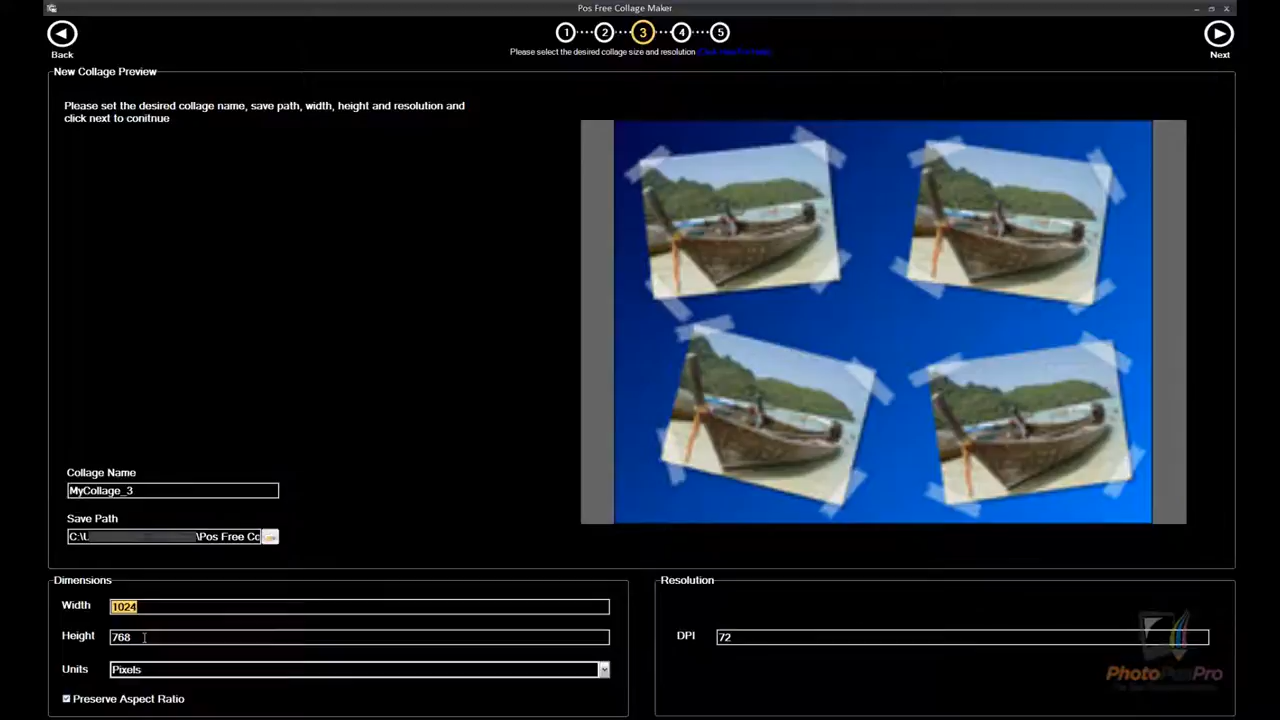 Pos Free Collage Maker
1 2 3 4 5
Back
Please select the desired collage size and resolution
Next
New Collage Preview
Please set the desired collage name, save path, width, height and resolution and
click next to conitnue
Collage Name
MyCollage_3
Save Path
C:\U \Pos Free Co
Dimensions
Width 1024
Height 768
Units Pixels
Preserve Aspect Ratio
Resolution
DPI 72
PhotoPosPro